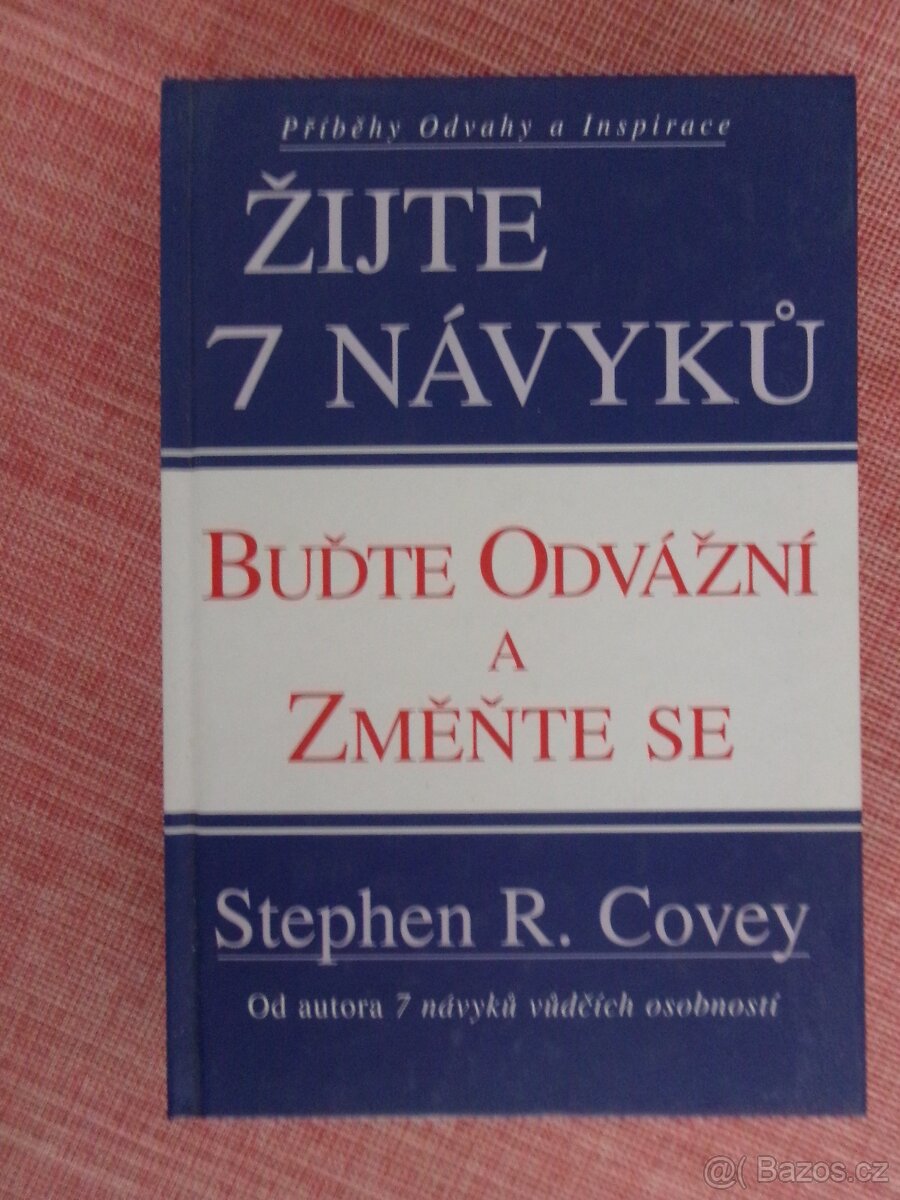 Příběhy Odvahy a Inspirace
ŽIJTE
7 NÁVYKŮ
BUĎTE ODVÁŽNÍ
A
ZMĚŇTE SE
Stephen R. Covey
Od autora 7 návyků vůdčích osobností
@( Bazos.cz